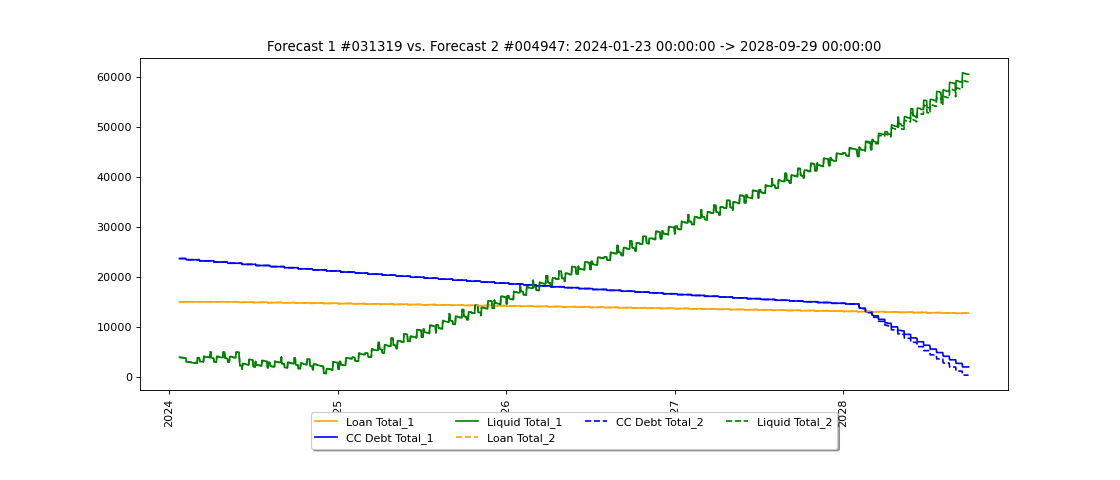 Forecast 1 #031319 vs. Forecast 2 #004947: 2024-01-23 00:00:00 -> 2028-09-29 00:00:00
60000
50000
40000
30000
20000
10000
0
2024
25
26
27
2028
Loan Total_1
Liquid Total_1
CC Debt Total_2
Liquid Total_2
CC Debt Total_1
Loan Total_2